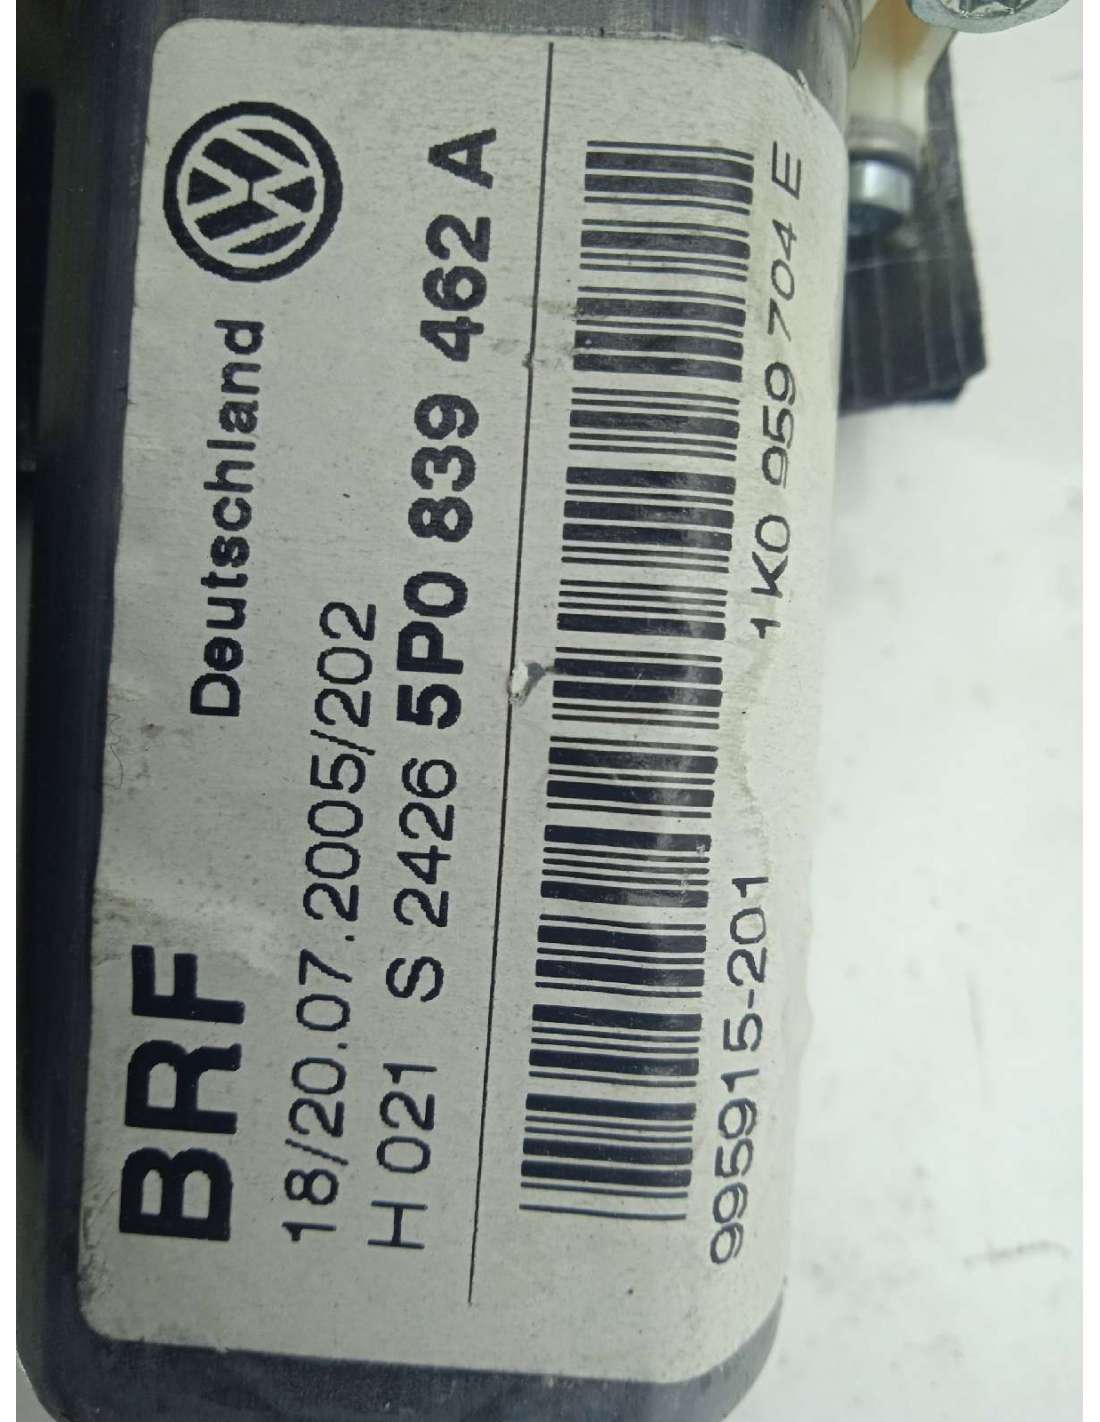 BRF Deutschland
18/20.07.2005/202
H 021 S 2426 5P0 839 462 A
995915-201 1K0 959 704 E